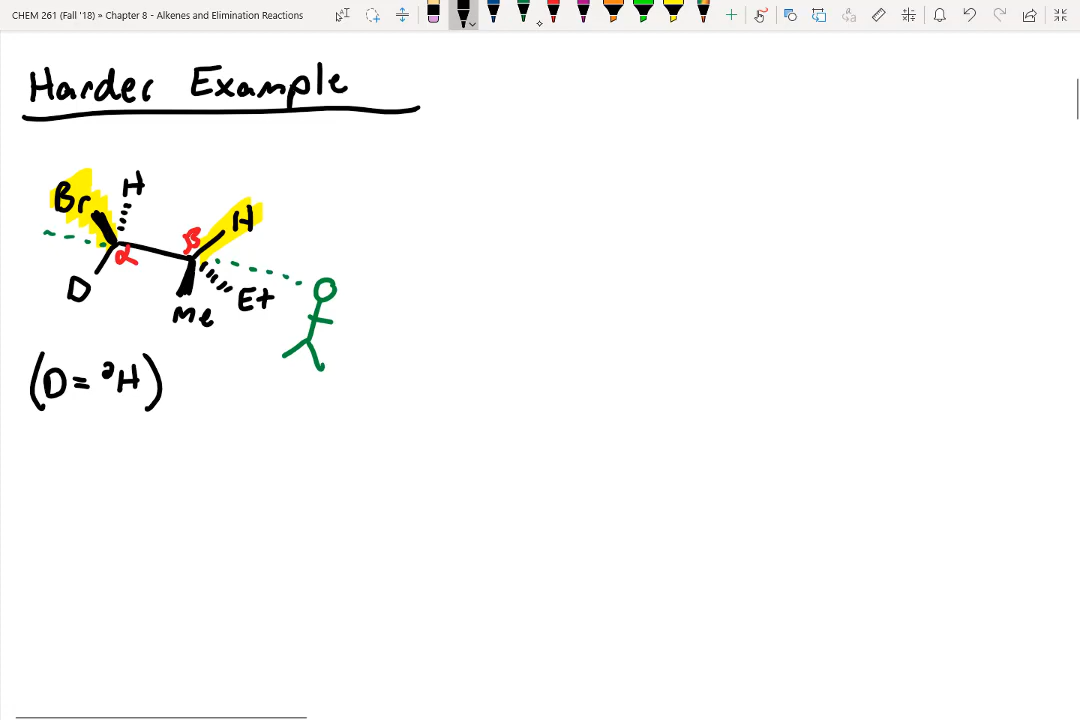 CHEM 261 (Fall '18) » Chapter 8 - Alkenes and Elimination Reactions
Harder Example
Br H
β H
α
D
Et
Me
(D = ²H)